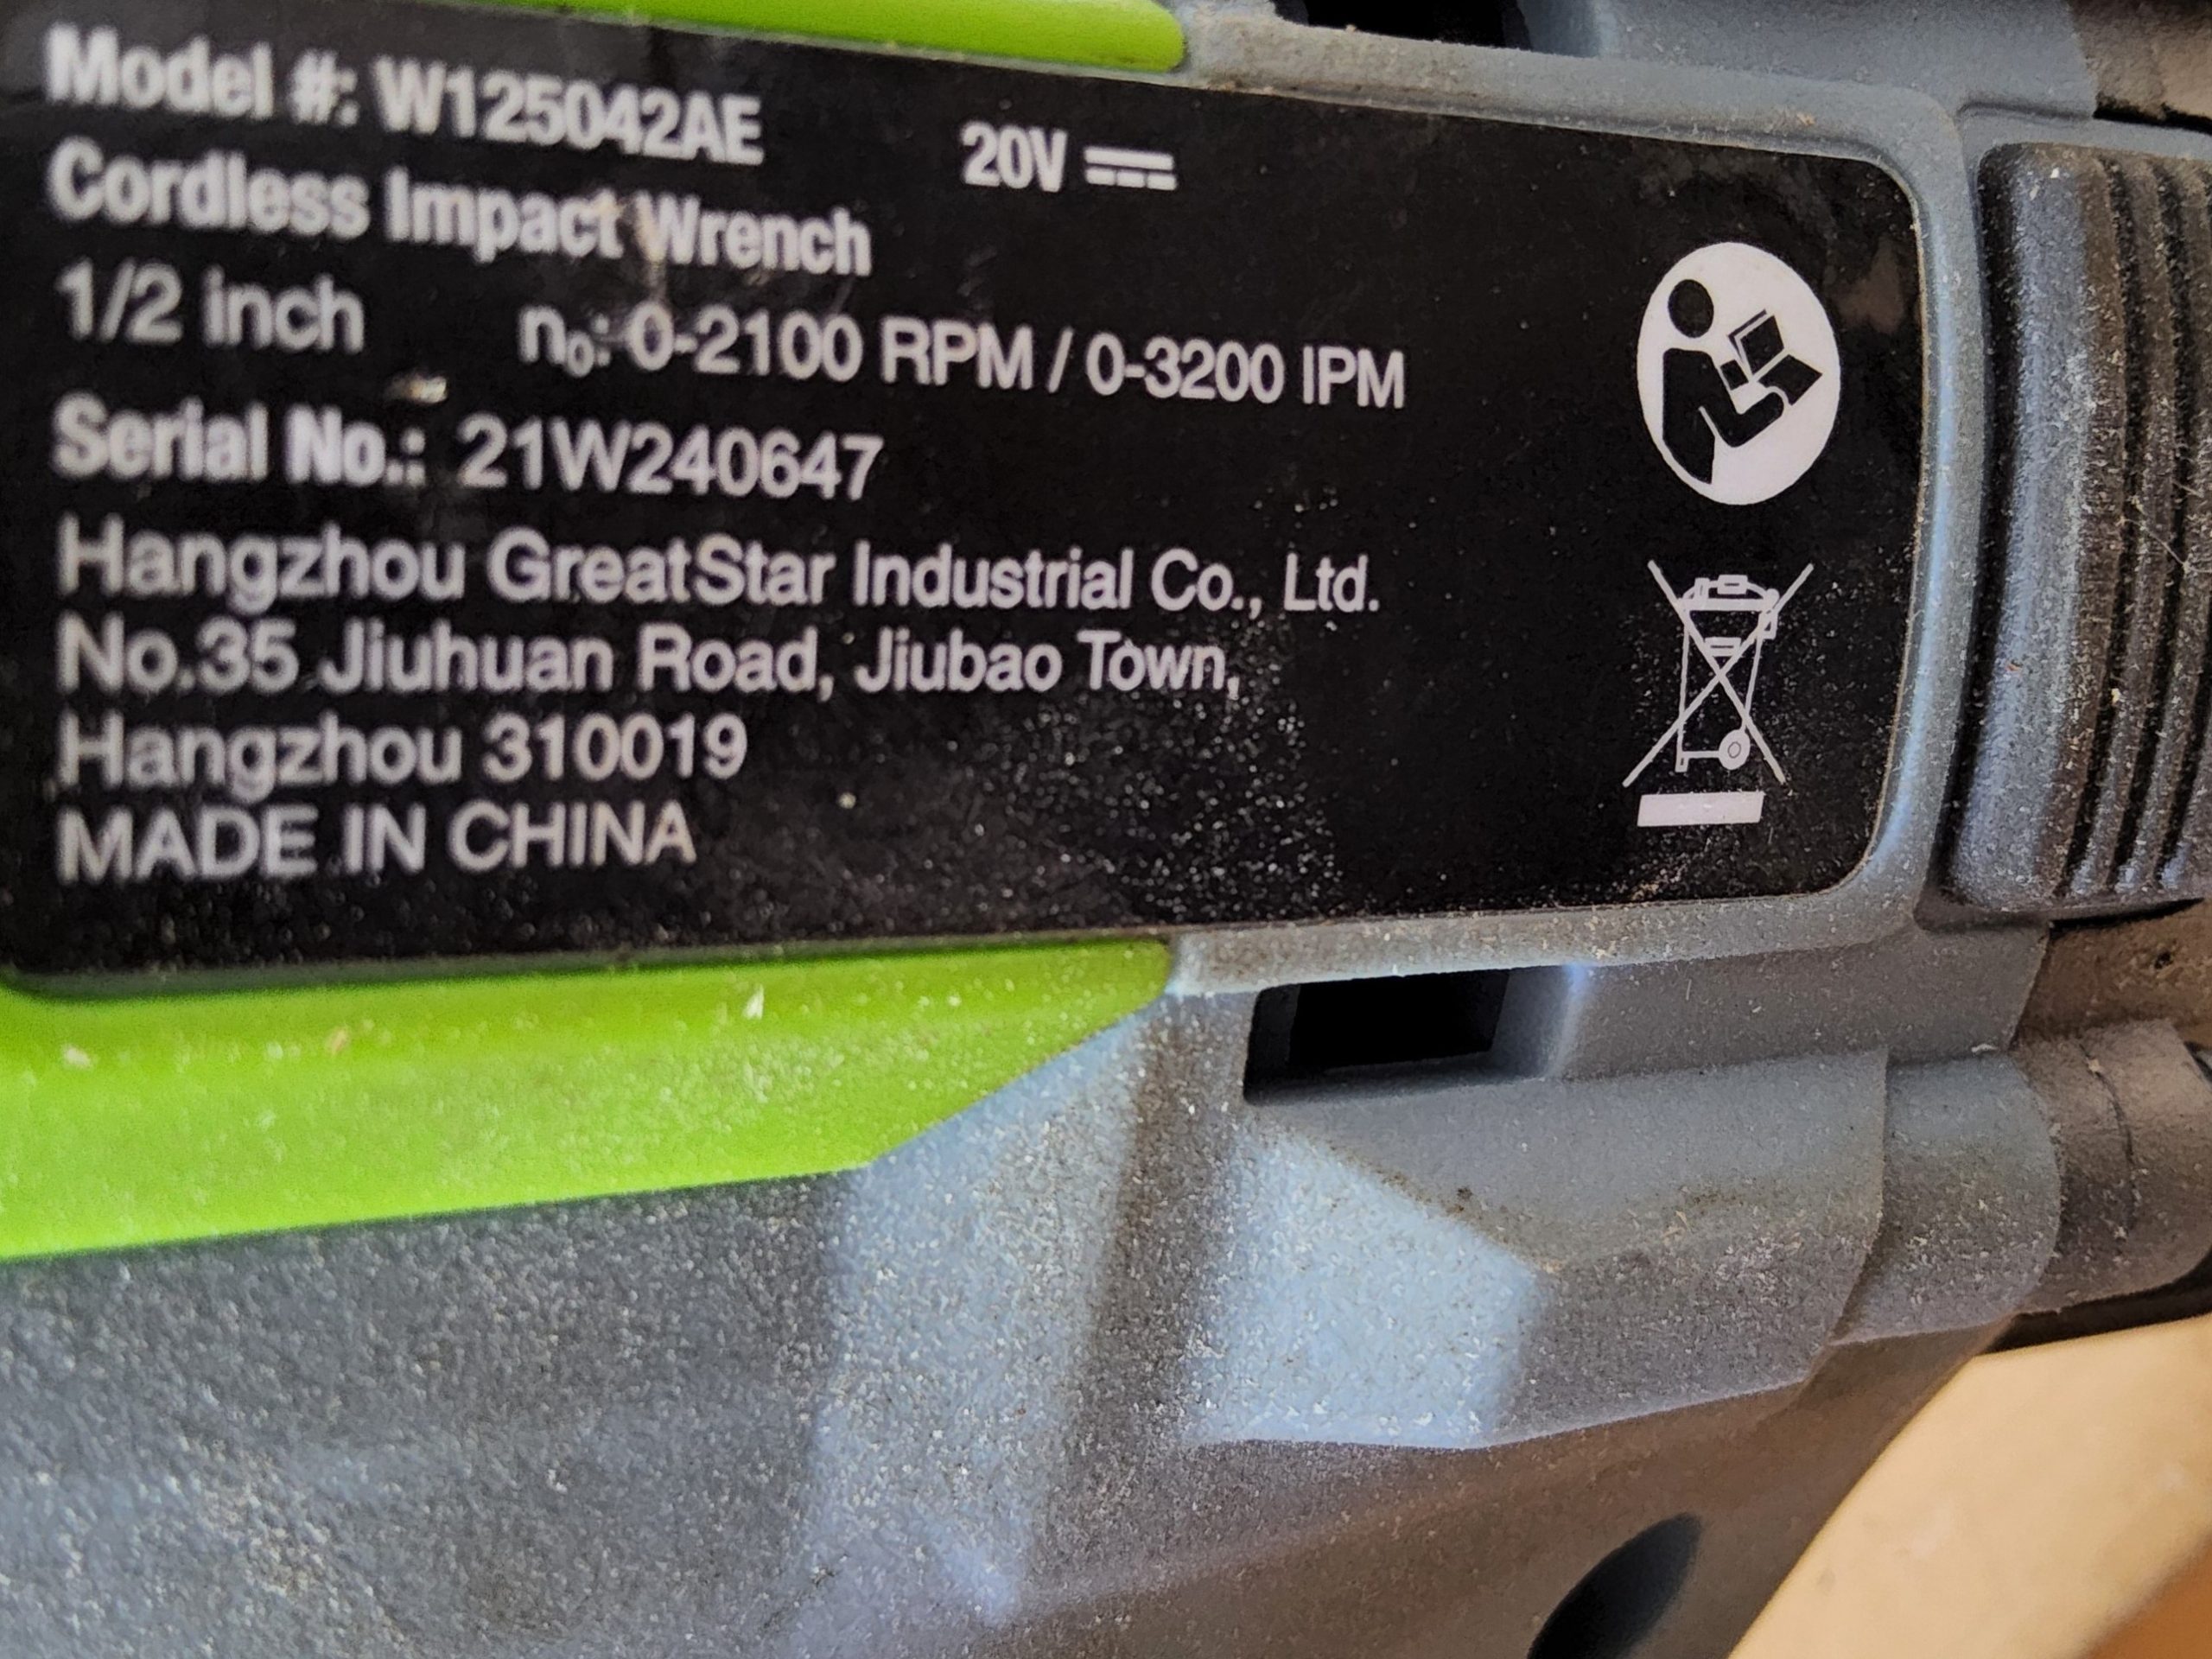 Model #: W125042AE 20V
Cordless Impact Wrench
1/2 inch n₀: 0-2100 RPM / 0-3200 IPM
Serial No.: 21W240647
Hangzhou GreatStar Industrial Co., Ltd.
No.35 Jiuhuan Road, Jiubao Town,
Hangzhou 310019
MADE IN CHINA